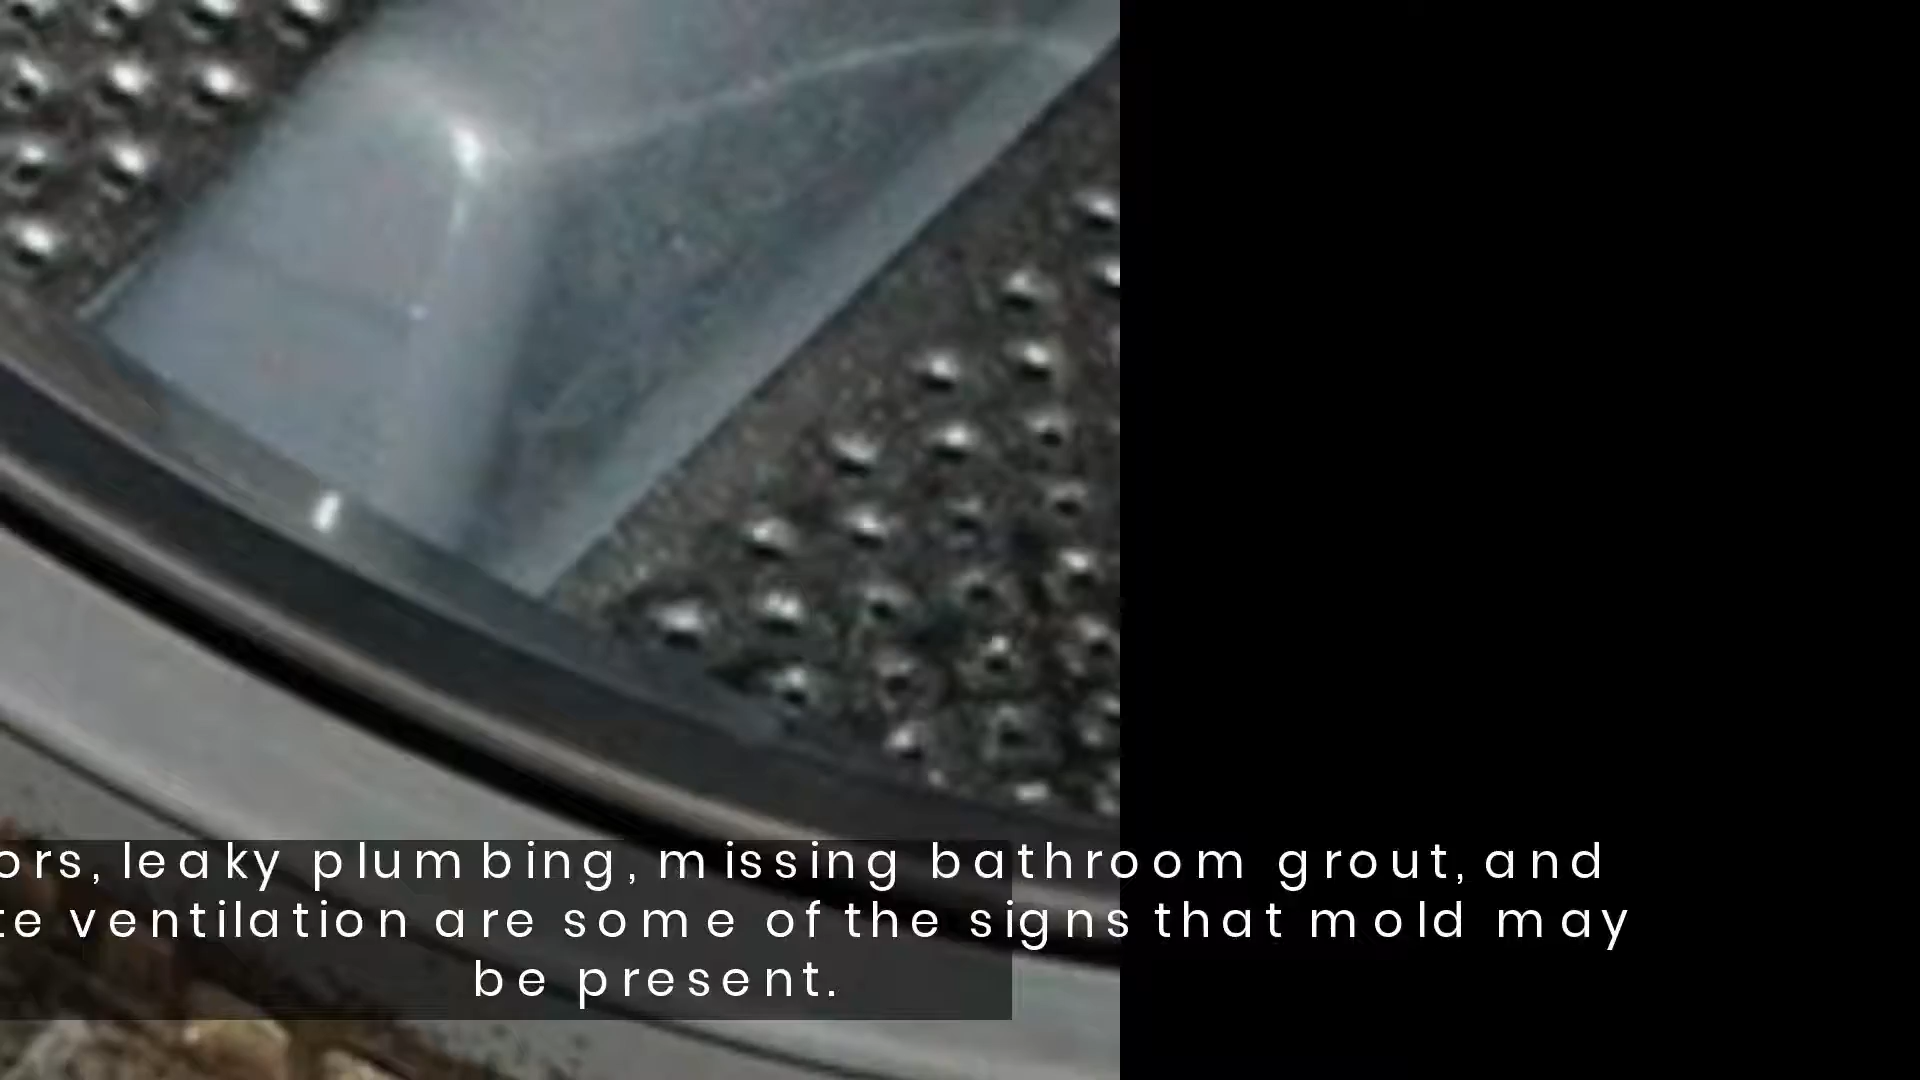 ors, leaky plumbing, missing bathroom grout, and
te ventilation are some of the signs that mold may
be present.